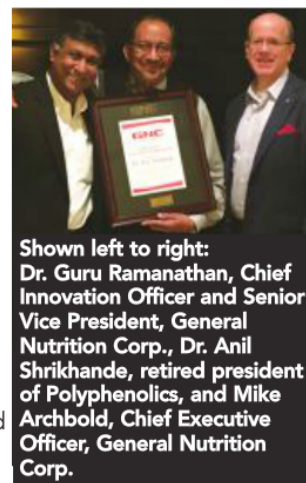 GNC
Shown left to right:
Dr. Guru Ramanathan, Chief
Innovation Officer and Senior
Vice President, General
Nutrition Corp., Dr. Anil
Shrikhande, retired president
of Polyphenolics, and Mike
Archbold, Chief Executive
Officer, General Nutrition
Corp.